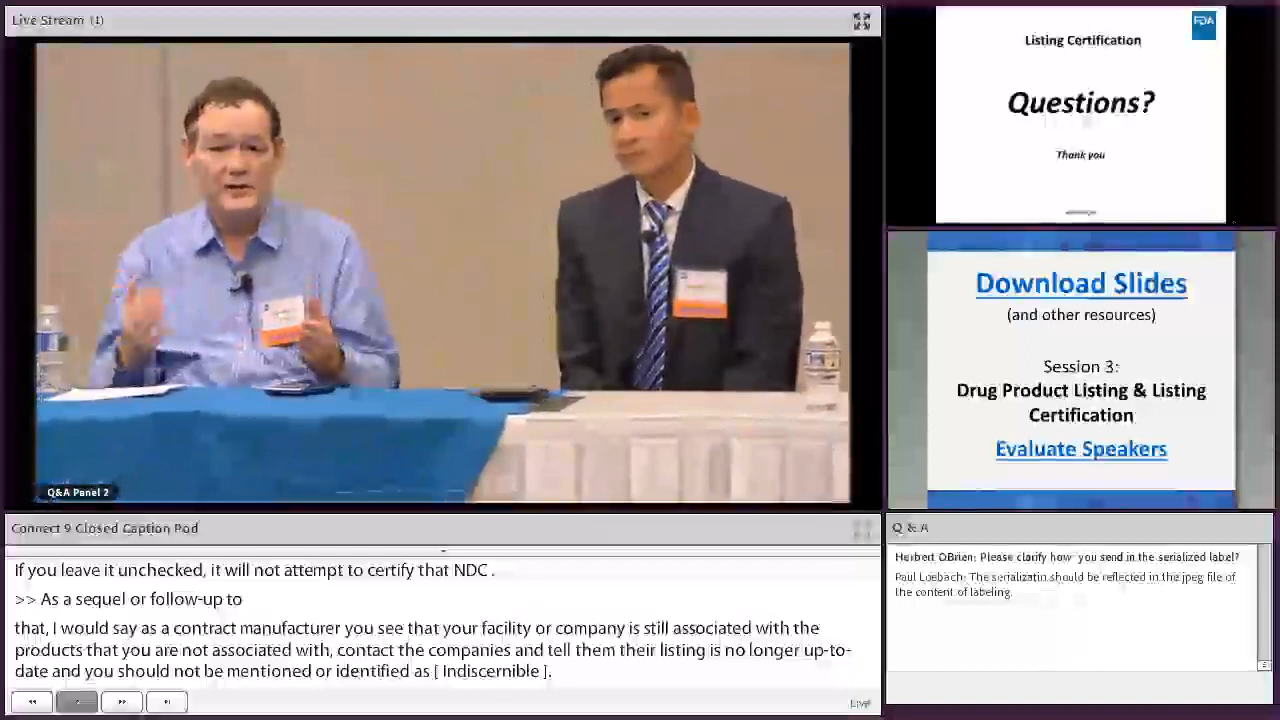 Live Stream (1)
Q&A Panel 2
FDA
Listing Certification
Questions?
Thank you
Download Slides
(and other resources)
Session 3:
Drug Product Listing & Listing
Certification
Evaluate Speakers
Connect 9 Closed Caption Pod
If you leave it unchecked, it will not attempt to certify that NDC .
>> As a sequel or follow-up to
that, I would say as a contract manufacturer you see that your facility or company is still associated with the
products that you are not associated with, contact the companies and tell them their listing is no longer up-to-
date and you should not be mentioned or identified as [ Indiscernible ].
Live
Q & A
Herbert OBrien: Please clarify how you send in the serialized label?
Paul Loebach: The serializatin should be reflected in the jpeg file of
the content of labeling.